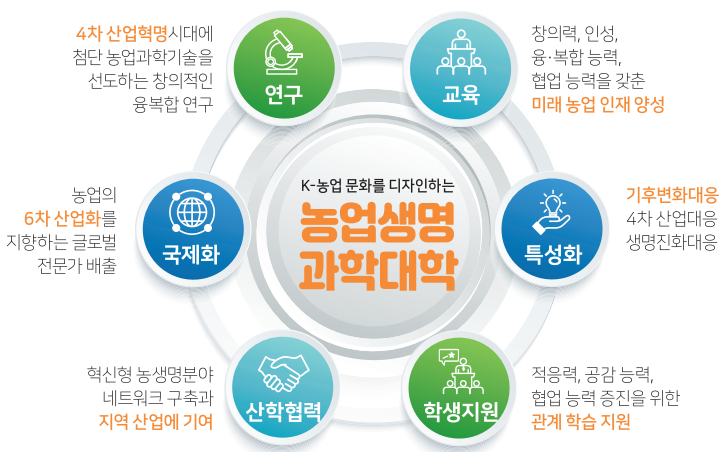 4차 산업혁명시대에
첨단 농업과학기술을
선도하는 창의적인
융복합 연구
연구
교육
창의력, 인성,
융·복합 능력,
협업 능력을 갖춘
미래 농업 인재 양성
농업의
6차 산업화를
지향하는 글로벌
전문가 배출
국제화
K-농업 문화를 디자인하는
농업생명
과학대학
특성화
기후변화대응
4차 산업대응
생명진화대응
혁신형 농생명분야
네트워크 구축과
지역 산업에 기여
산학협력
학생지원
적응력, 공감 능력,
협업 능력 증진을 위한
관계 학습 지원